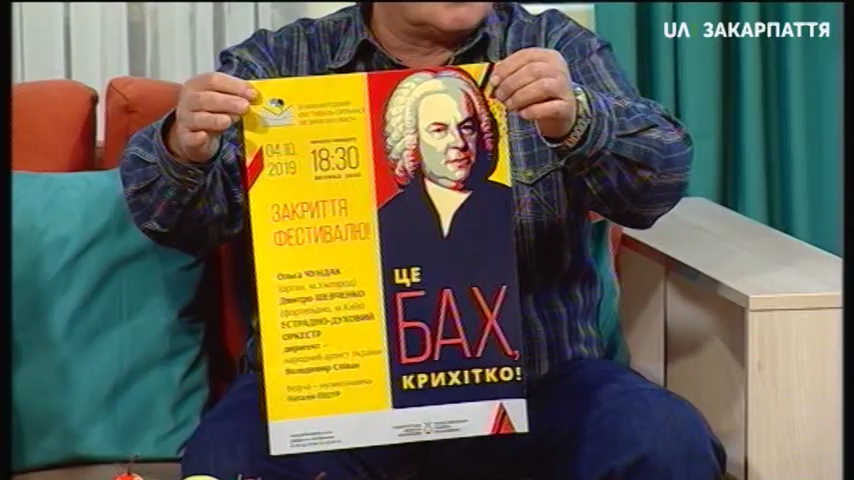 UA: ЗАКАРПАТТЯ
04.10.
2019
18:30
ЗАКРИТТЯ
ФЕСТИВАЛЮ!
Ольга ЧУНДАК
(орган, м.Ужгород)
Дмитро ШЕВЧЕНКО
(фортепіано, м.Київ)
ЕСТРАДНО-ДУХОВИЙ
ОРКЕСТР
диригент –
народний артист України
Володимир
ЦЕ
БАХ,
КРИХІТКО!